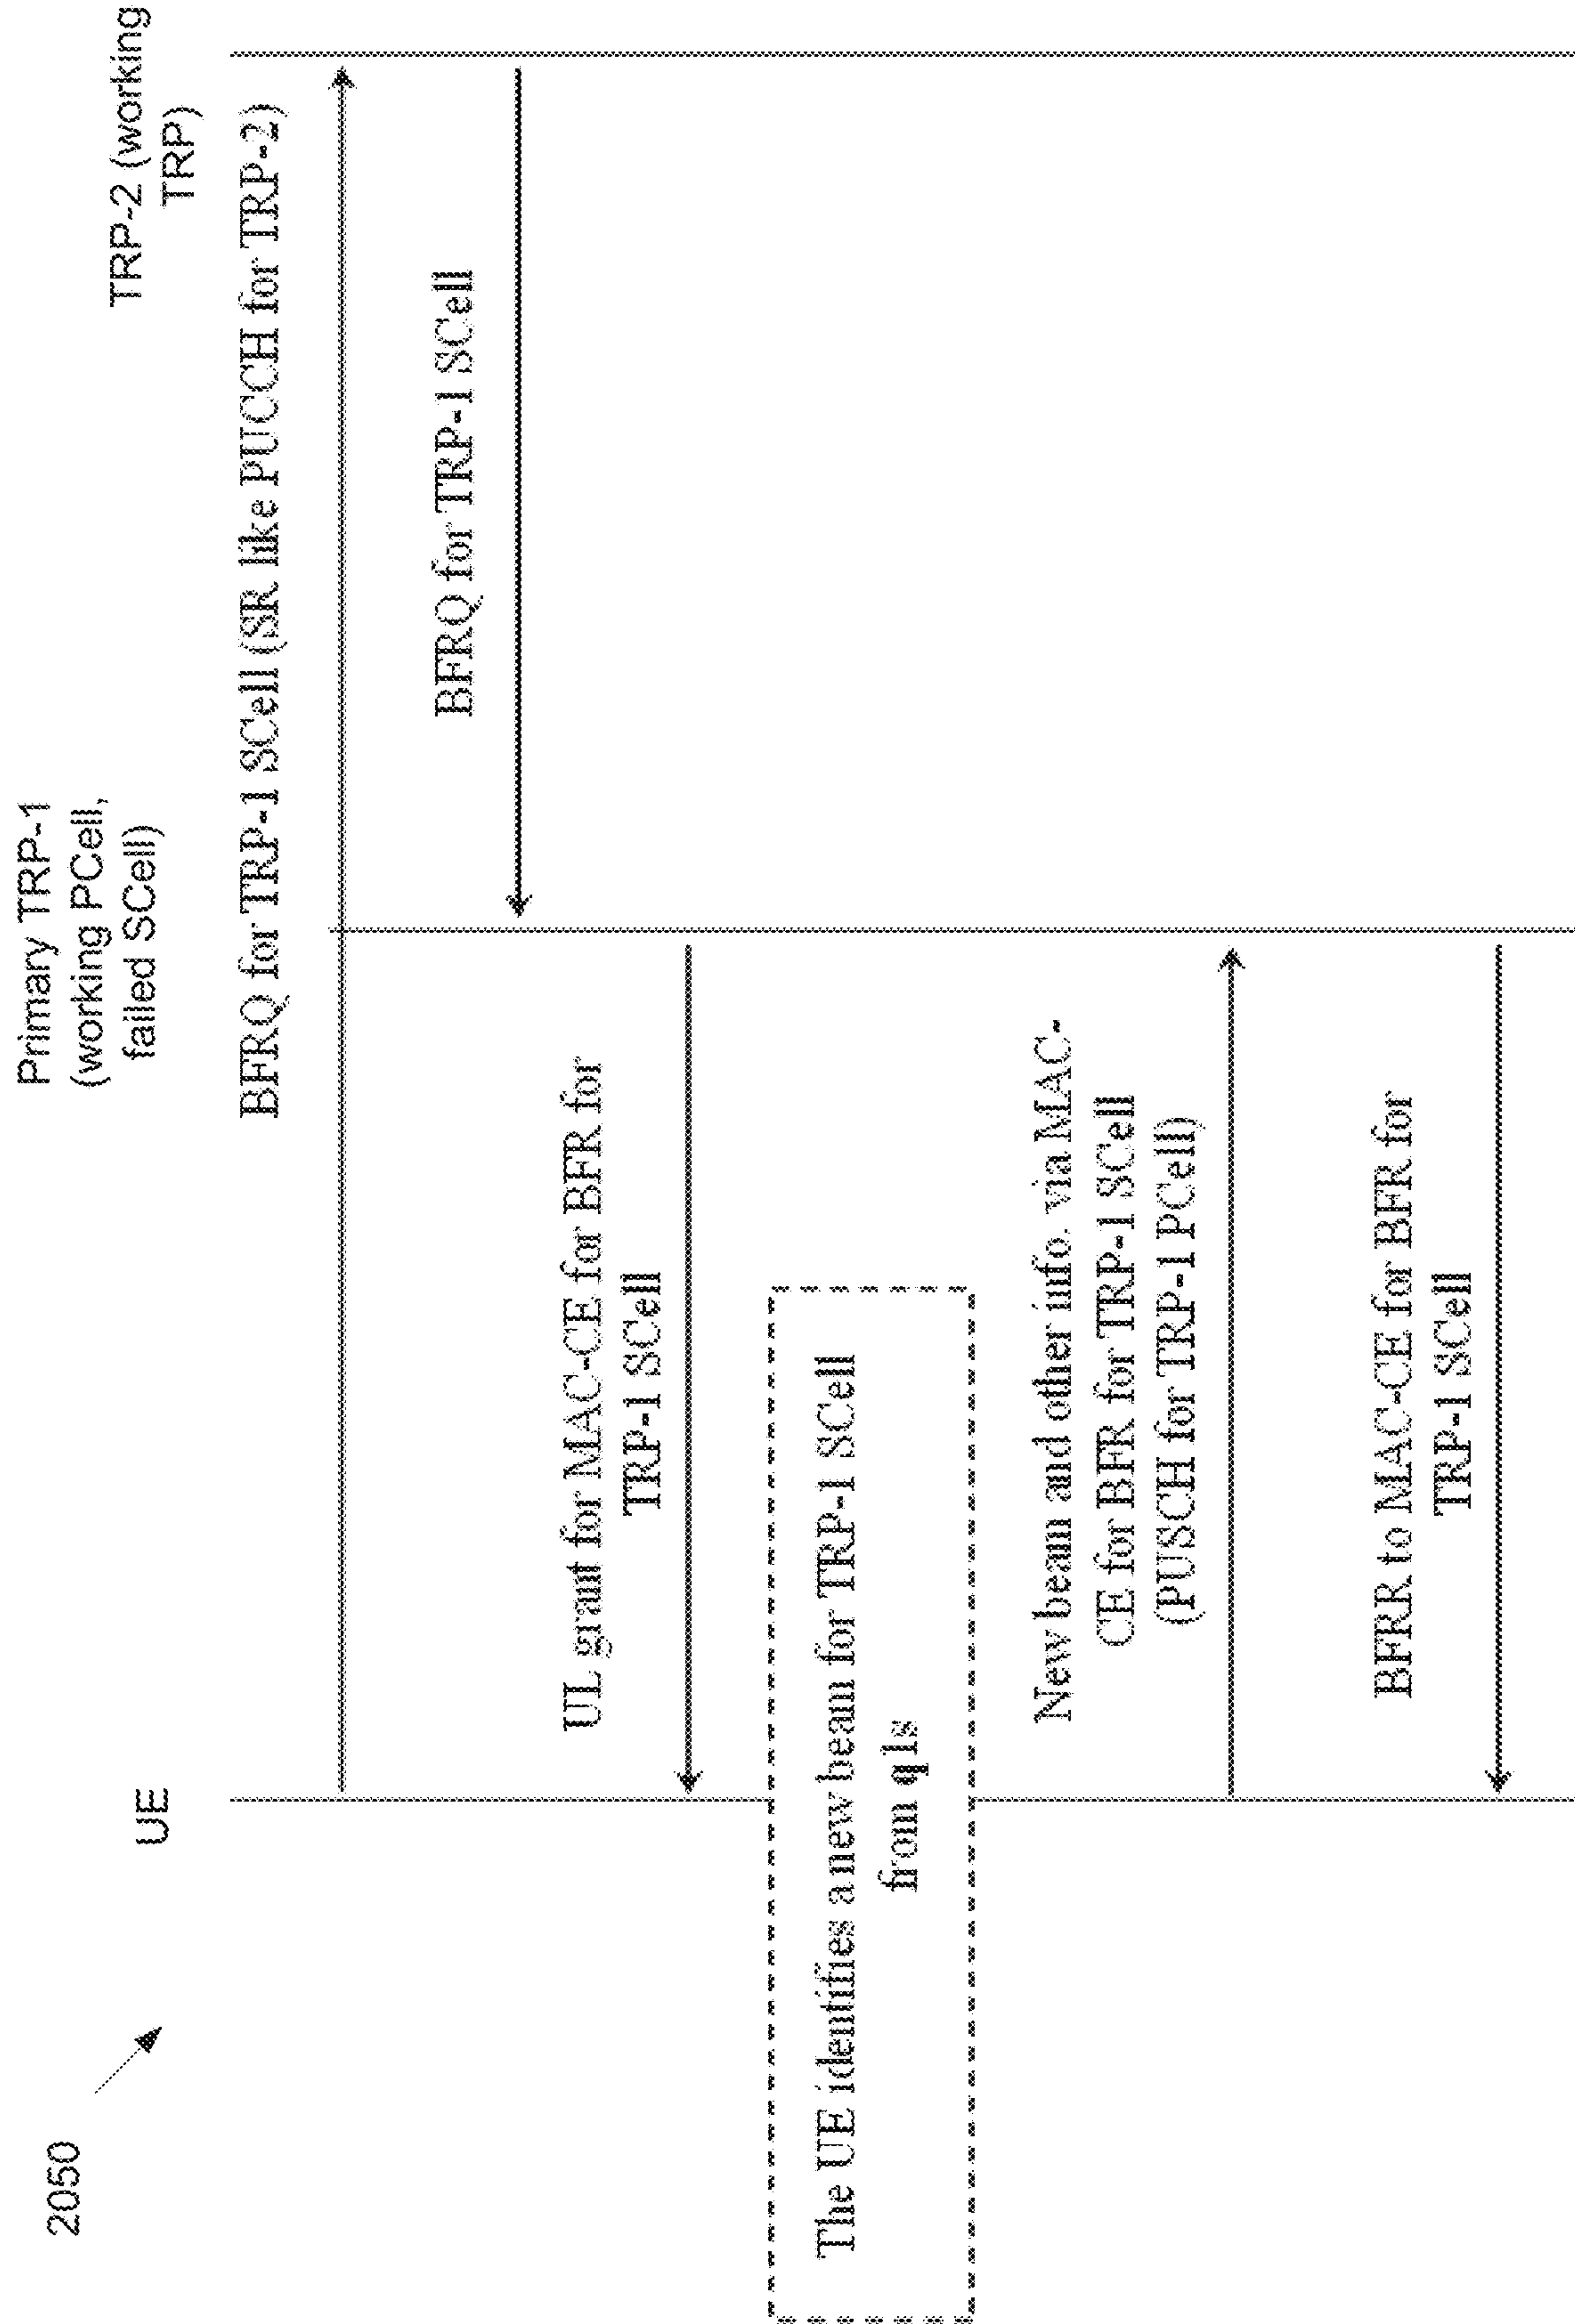 2050
UE
Primary TRP-1
(working PCell,
failed SCell)
TRP-2 (working
TRP)
BFRQ for TRP-1 SCell (SR like PUCCH for TRP-2)
BFRQ for TRP-1 SCell
UL grant for MAC-CE for BFR for
TRP-1 SCell
The UE identifies a new beam for TRP-1 SCell
from q1s
New beam and other info. via MAC-
CE for BFR for TRP-1 SCell
(PUSCH for TRP-1 PCell)
BFRR to MAC-CE for BFR for
TRP-1 SCell